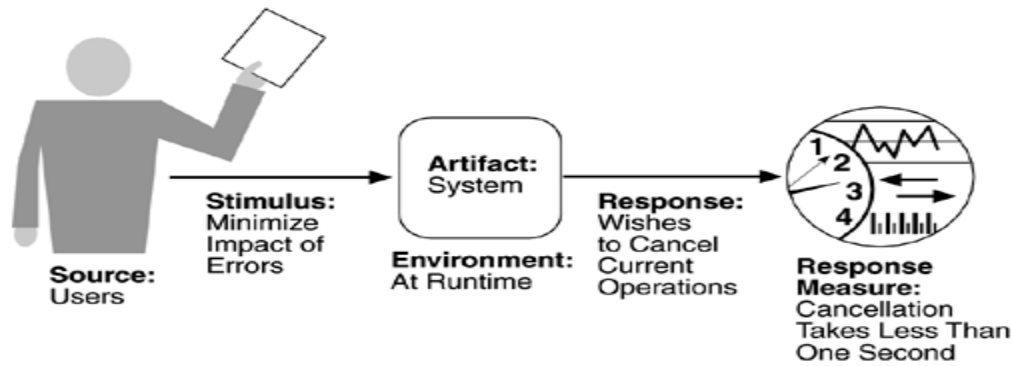 Source:
Users
Stimulus:
Minimize
Impact of
Errors
Artifact:
System
Environment:
At Runtime
Response:
Wishes
to Cancel
Current
Operations
1
2
3
4
Response
Measure:
Cancellation
Takes Less Than
One Second